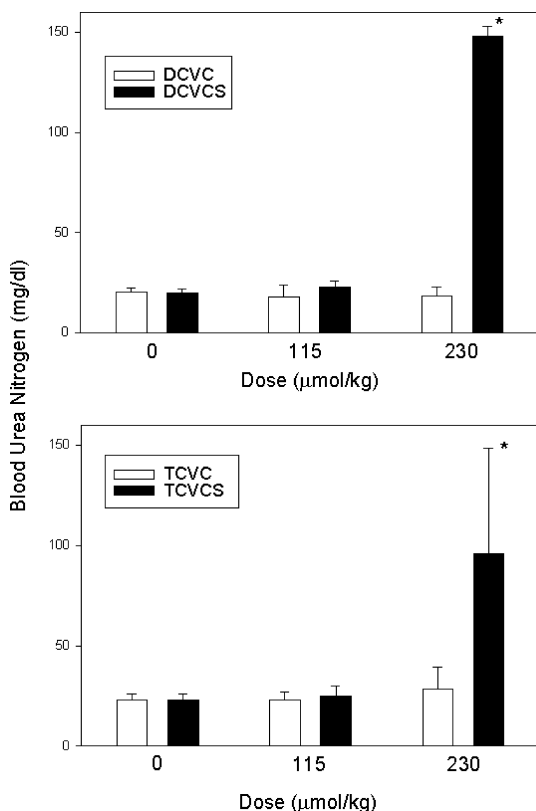 150
*
DCVC
DCVCS
100
50
0
0 115 230
Dose (μmol/kg)
Blood Urea Nitrogen (mg/dl)
150
*
TCVC
TCVCS
100
50
0
0 115 230
Dose (μmol/kg)